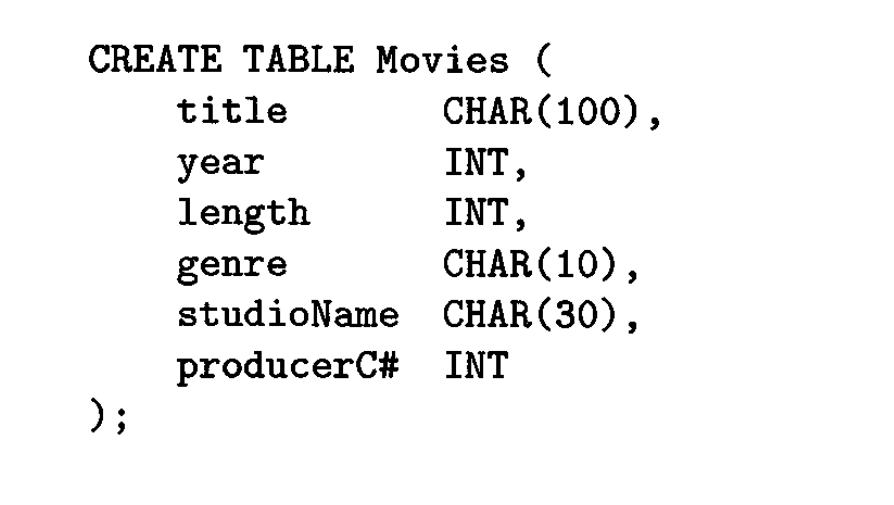 CREATE TABLE Movies (
    title       CHAR(100),
    year        INT,
    length      INT,
    genre       CHAR(10),
    studioName  CHAR(30),
    producerC#  INT
);